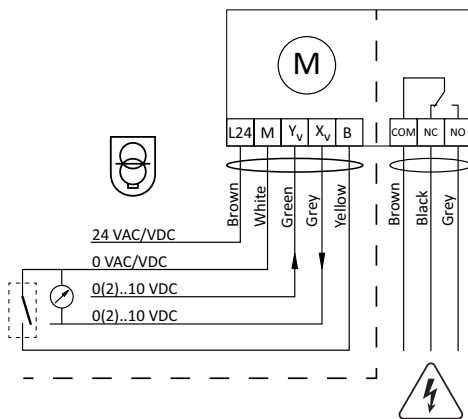 M
L24 M Yv Xv B
COM NC NO
Brown White Green Grey Yellow
Brown Black Grey
24 VAC/VDC
0 VAC/VDC
0(2)..10 VDC
0(2)..10 VDC